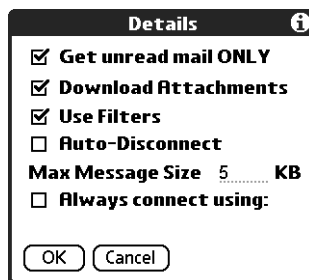 Details
Get unread mail ONLY
Download Attachments
Use Filters
Auto-Disconnect
Max Message Size 5 KB
Always connect using:
OK Cancel